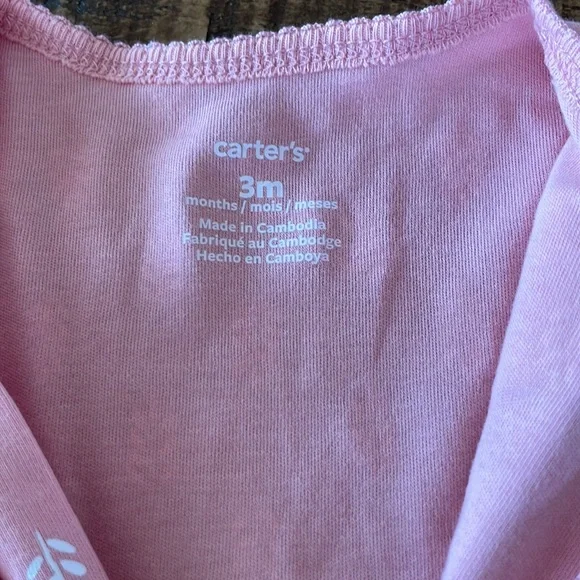 carter's
3m
months / mois / meses
Made in Cambodia
Fabriqué au Cambodge
Hecho en Camboya